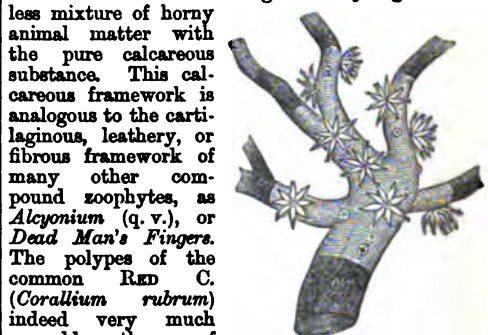 less mixture of horny
animal matter with
the pure calcareous
substance. This cal-
careous framework is
analogous to the carti-
laginous, leathery, or
fibrous framework of
many other com-
pound zoophytes, as
Alcyonium (q. v.), or
Dead Man's Fingers.
The polypes of the
common RED C.
(Corallium rubrum)
indeed very much